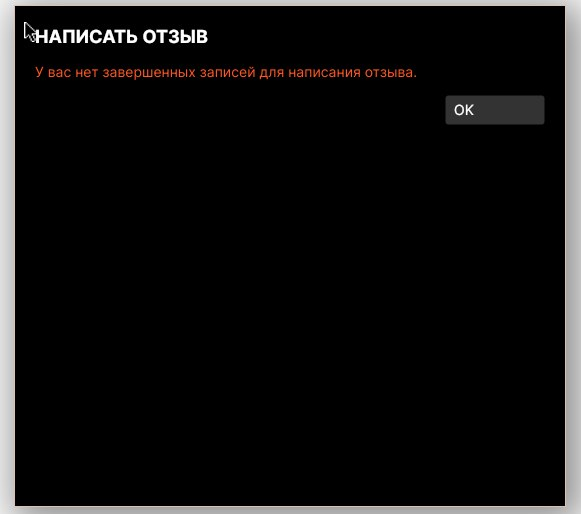 НАПИСАТЬ ОТЗЫВ
У вас нет завершенных записей для написания отзыва.
OK